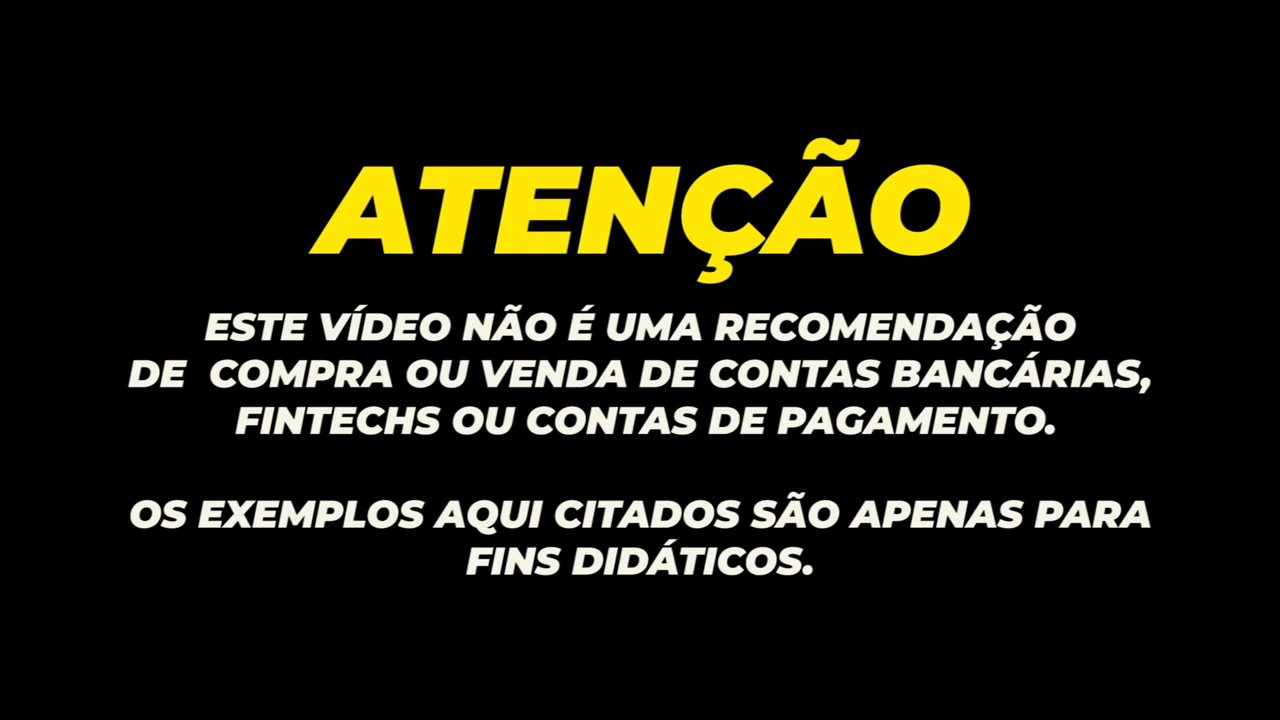 ATENÇÃO
ESTE VÍDEO NÃO É UMA RECOMENDAÇÃO
DE COMPRA OU VENDA DE CONTAS BANCÁRIAS,
FINTECHS OU CONTAS DE PAGAMENTO.
OS EXEMPLOS AQUI CITADOS SÃO APENAS PARA
FINS DIDÁTICOS.